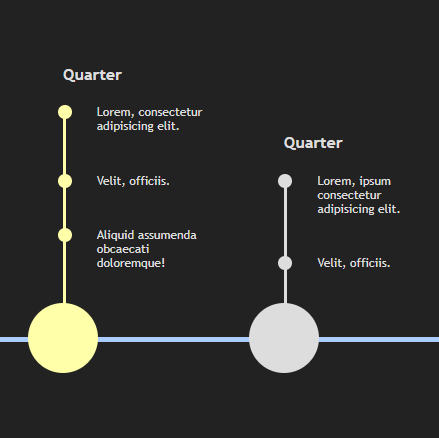 Quarter
Lorem, consectetur
adipisicing elit.
Velit, officiis.
Aliquid assumenda
obcaecati
doloremque!
Quarter
Lorem, ipsum
consectetur
adipisicing elit.
Velit, officiis.